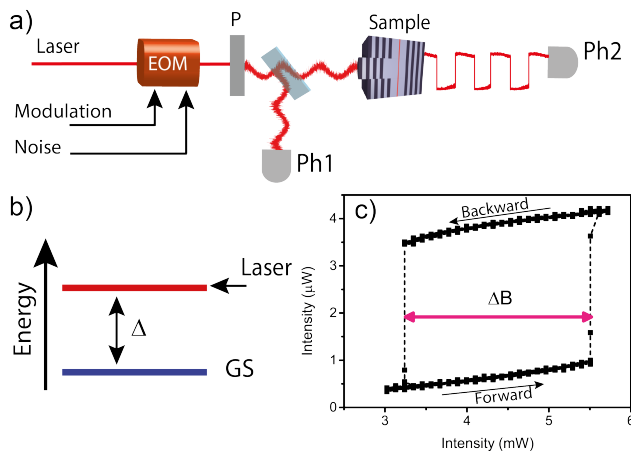 a)
P
Sample
Laser
EOM
Ph2
Modulation
Noise
Ph1
b)
Energy
Laser
Δ
GS
c)
Backward
ΔB
Forward
Intensity (μW)
4
3
2
1
0
3
4
5
6
Intensity (mW)